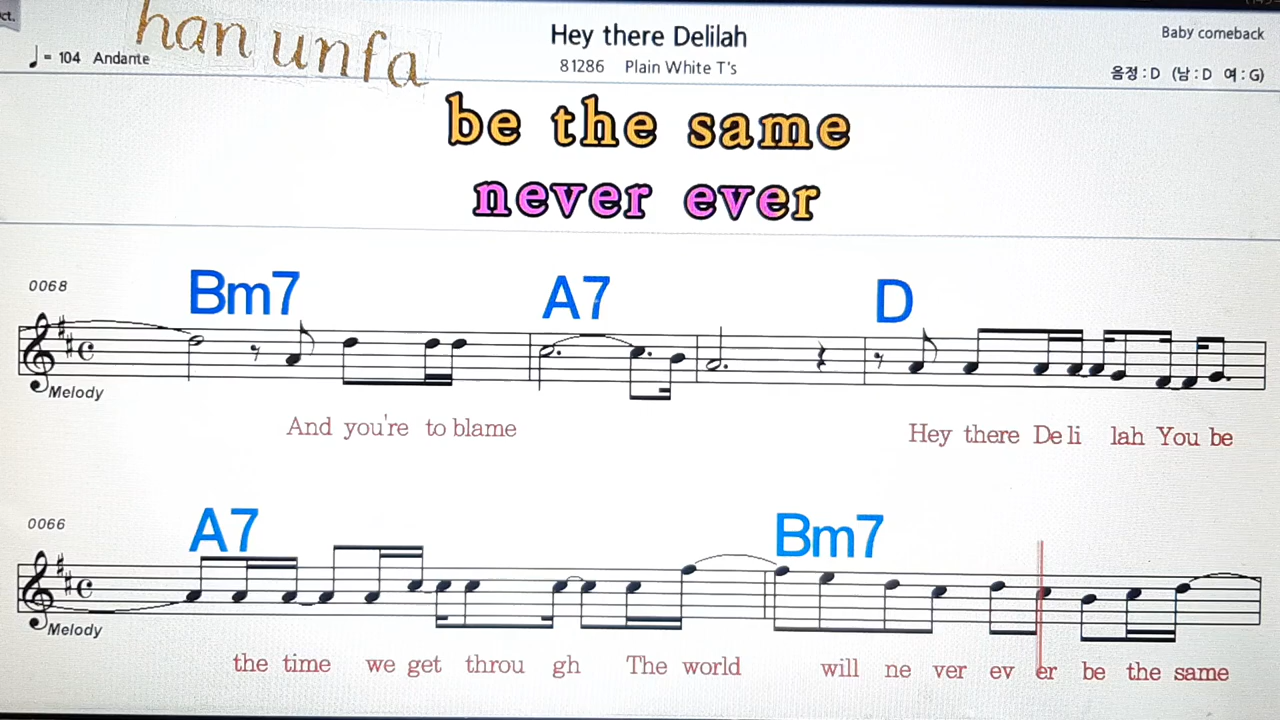 ct.
han unfa
Hey there Delilah
Baby comeback
= 104 Andante
81286 Plain White T's
음정 : D (남 : D 여 : G)
be the same
never ever
0068
Bm7 A7 D
Melody
And you're to blame Hey there De li lah You be
0066
A7 Bm7
Melody
the time we get throu gh The world will ne ver ev er be the same